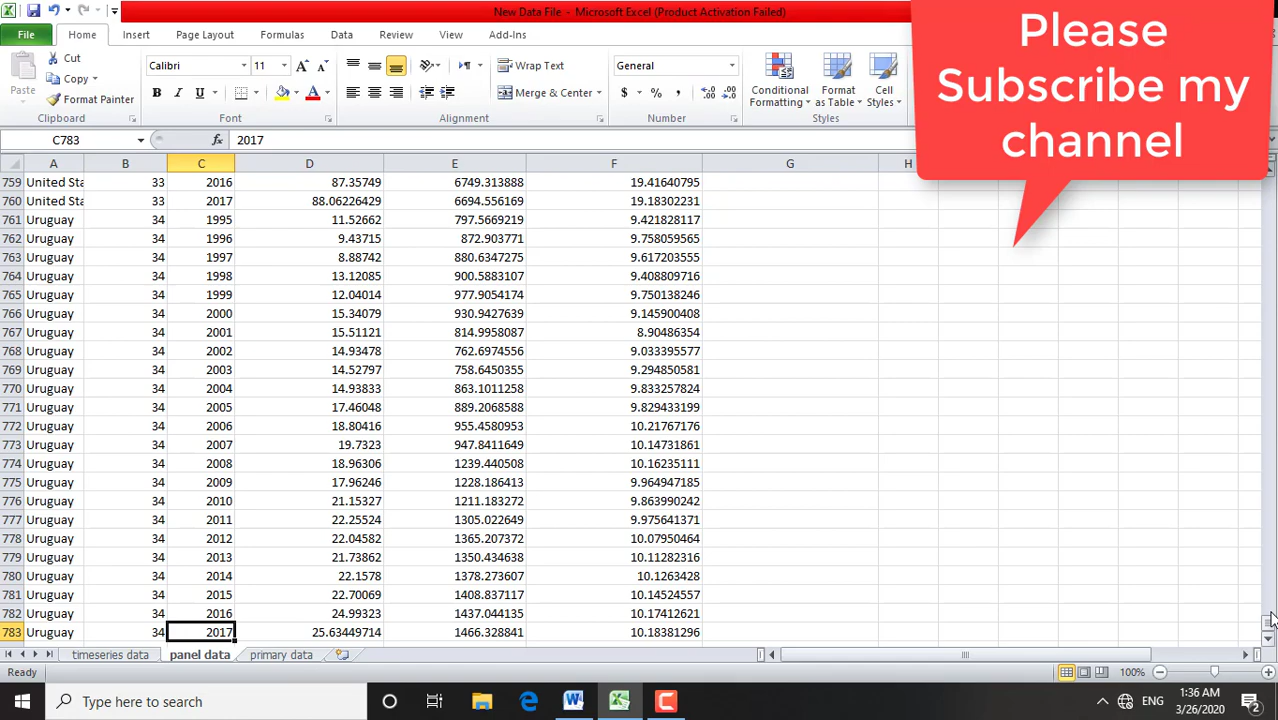 New Data File - Microsoft Excel (Product Activation Failed)
File Home Insert Page Layout Formulas Data Review View Add-Ins
Please
Subscribe my
channel
Paste
Cut
Copy
Format Painter
Clipboard
Calibri 11
B I U A
Font
Wrap Text
Merge & Center
Alignment
General
$ % ,
Number
Conditional
Formatting
Format
as Table
Cell
Styles
Styles
C783 fx 2017
A B C D E F G H
759 United Sta 33 2016 87.35749 6749.313888 19.41640795
760 United Sta 33 2017 88.06226429 6694.556169 19.18302231
761 Uruguay 34 1995 11.52662 797.5669219 9.421828117
762 Uruguay 34 1996 9.43715 872.903771 9.758059565
763 Uruguay 34 1997 8.88742 880.6347275 9.617203555
764 Uruguay 34 1998 13.12085 900.5883107 9.408809716
765 Uruguay 34 1999 12.04014 977.9054174 9.750138246
766 Uruguay 34 2000 15.34079 930.9427639 9.145900408
767 Uruguay 34 2001 15.51121 814.9958087 8.90486354
768 Uruguay 34 2002 14.93478 762.6974556 9.033395577
769 Uruguay 34 2003 14.52797 758.6450355 9.294850581
770 Uruguay 34 2004 14.93833 863.1011258 9.833257824
771 Uruguay 34 2005 17.46048 889.2068588 9.829433199
772 Uruguay 34 2006 18.80416 955.4580953 10.21767176
773 Uruguay 34 2007 19.7323 947.8411649 10.14731861
774 Uruguay 34 2008 18.96306 1239.440508 10.16235111
775 Uruguay 34 2009 17.96246 1228.186413 9.964947185
776 Uruguay 34 2010 21.15327 1211.183272 9.863990242
777 Uruguay 34 2011 22.25524 1305.022649 9.975641371
778 Uruguay 34 2012 22.04582 1365.207372 10.07950464
779 Uruguay 34 2013 21.73862 1350.434638 10.11282316
780 Uruguay 34 2014 22.1578 1378.273607 10.1263428
781 Uruguay 34 2015 22.70069 1408.837117 10.14524557
782 Uruguay 34 2016 24.99323 1437.044135 10.17412621
783 Uruguay 34 2017 25.63449714 1466.328841 10.18381296
timeseries data panel data primary data
Ready 100%
Type here to search
ENG
1:36 AM
3/26/2020
2